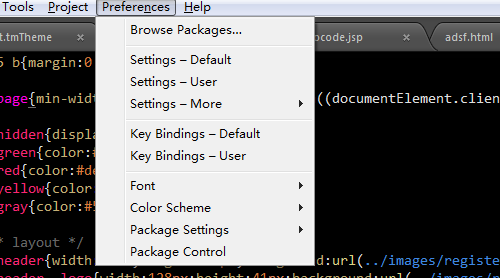 Tools Project Preferences Help
t.tmTheme
pcode.jsp
adsf.html
Browse Packages...
Settings – Default
Settings – User
Settings – More
Key Bindings – Default
Key Bindings – User
Font
Color Scheme
Package Settings
Package Control
5 b{margin:0
page{min-widt
((documentElement.clien
hidden{displa
green{color:#
red{color:#de
yellow{color:
gray{color:#5
* layout */
header{width:
d:url(../images/registe
header .logo{width:128px;height:41px;background:url(../images